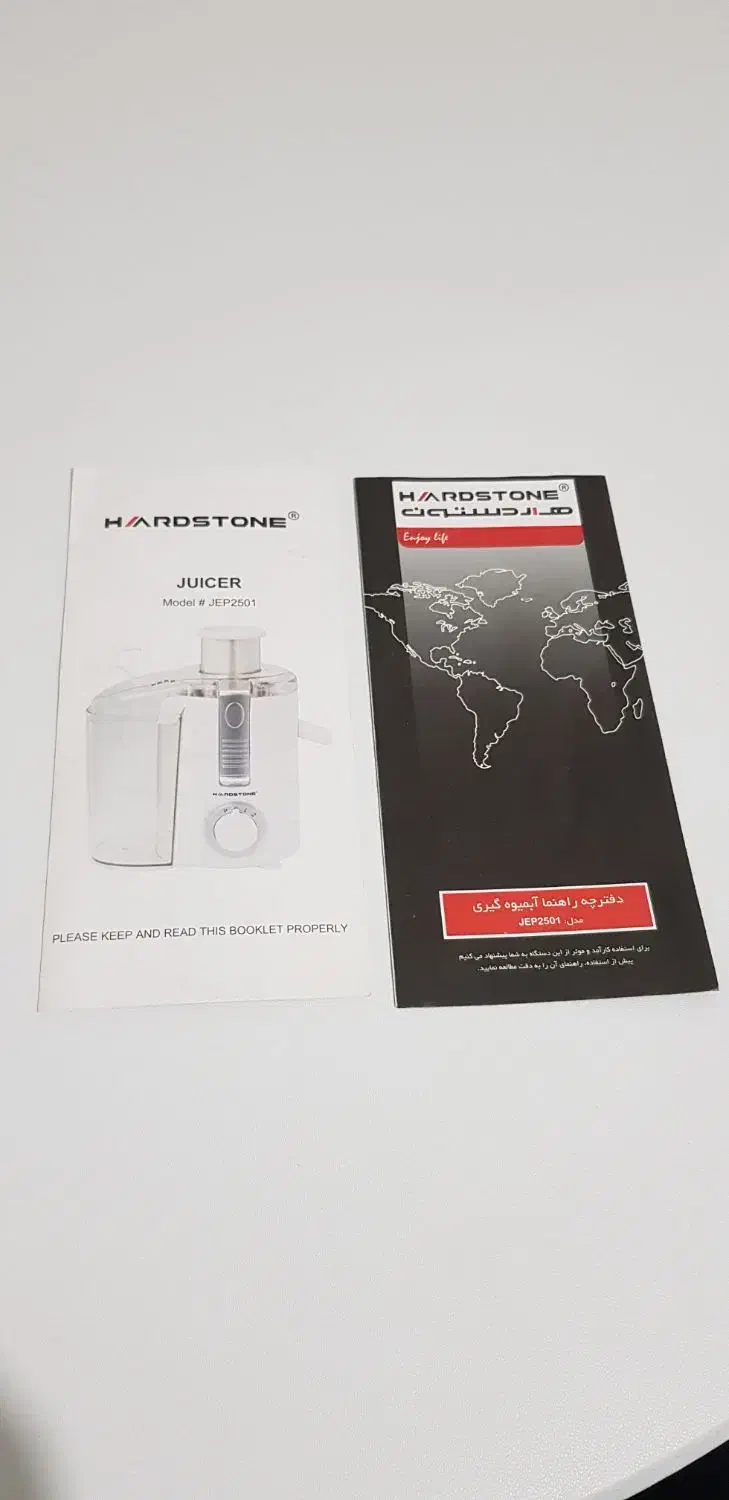 HARDSTONE®
JUICER
Model # JEP2501
HARDSTONE
PLEASE KEEP AND READ THIS BOOKLET PROPERLY
HARDSTONE®
هاردستون
Enjoy life
دفترچه راهنما آبمیوه گیری
مدل: JEP2501
برای استفاده کارآمد و موثر از این دستگاه به شما پیشنهاد می کنیم
پیش از استفاده، راهنمای آن را به دقت مطالعه نمایید.